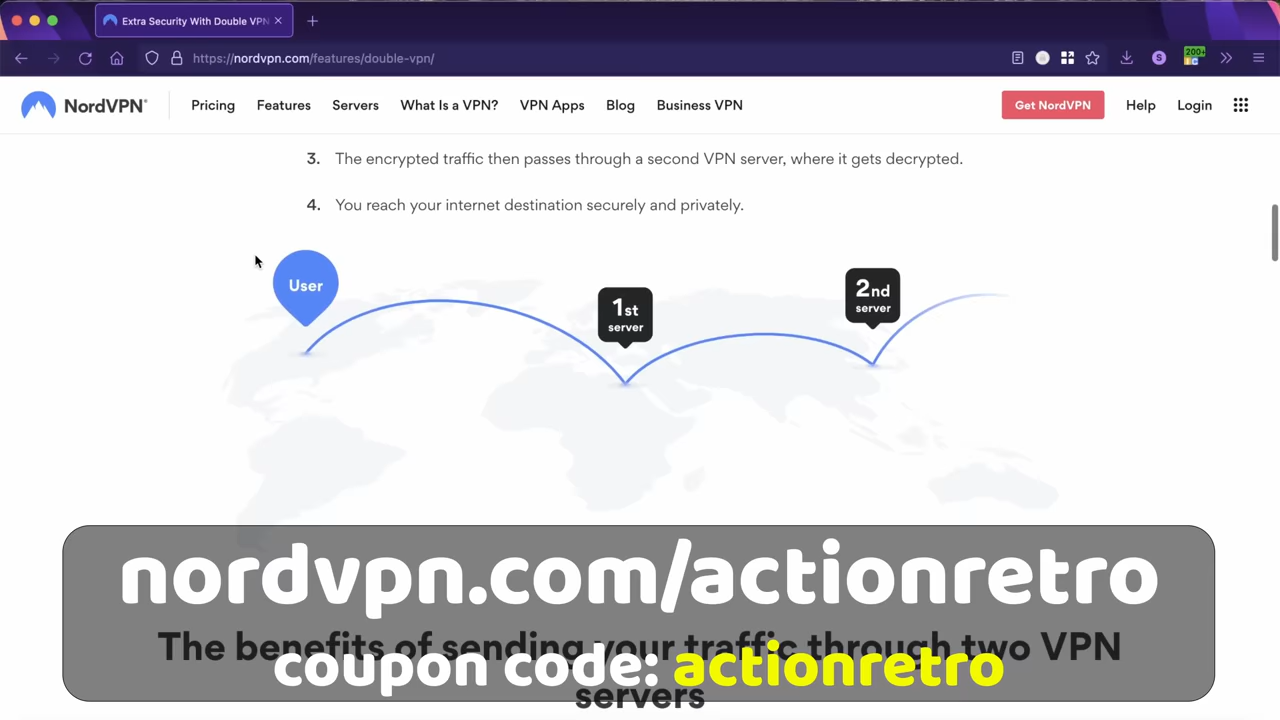 Extra Security With Double VPN
https://nordvpn.com/features/double-vpn/
200+
S
NordVPN®
Pricing
Features
Servers
What Is a VPN?
VPN Apps
Blog
Business VPN
Get NordVPN
Help
Login
3. The encrypted traffic then passes through a second VPN server, where it gets decrypted.
4. You reach your internet destination securely and privately.
User
1st
server
2nd
server
nordvpn.com/actionretro
The benefits of sending your traffic through two VPN
servers
coupon code: actionretro